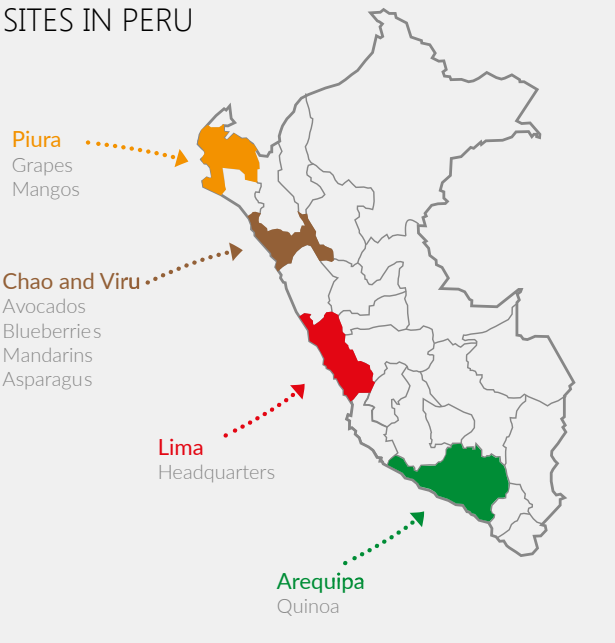 SITES IN PERU
Piura
Grapes
Mangos
Chao and Viru
Avocados
Blueberries
Mandarins
Asparagus
Lima
Headquarters
Arequipa
Quinoa